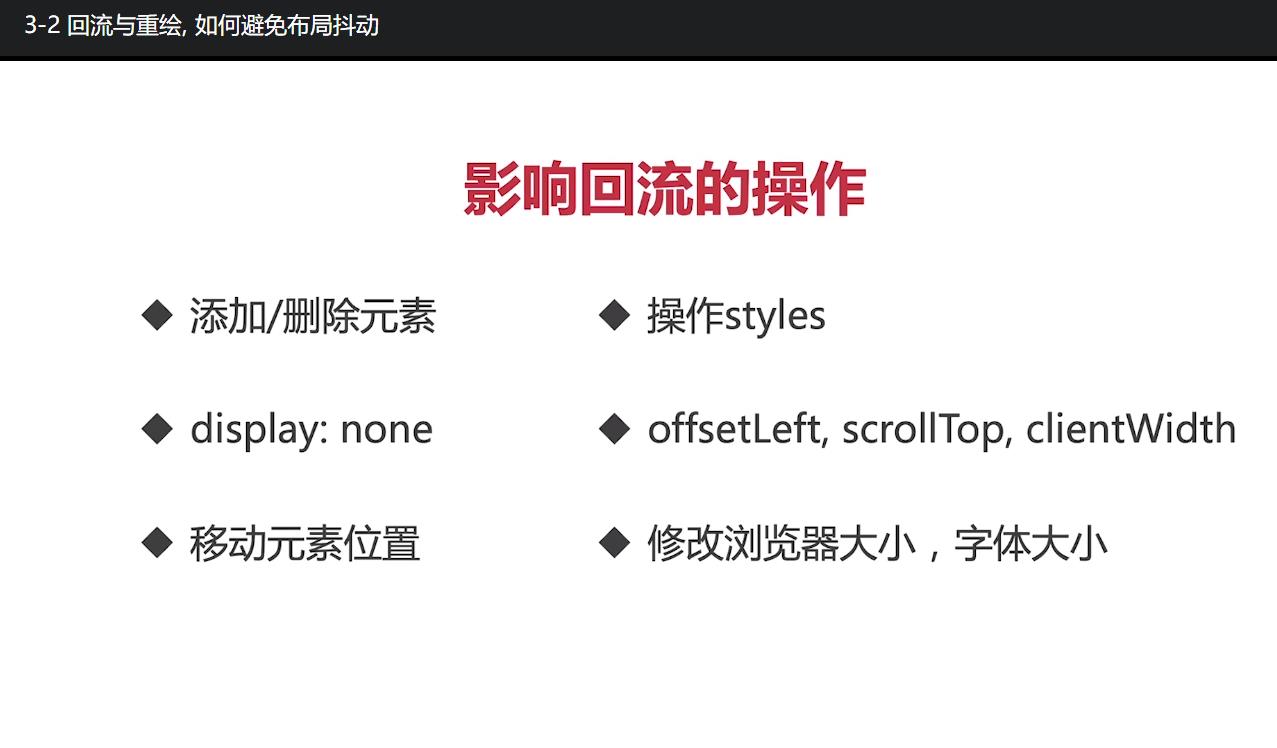 3-2 回流与重绘, 如何避免布局抖动
影响回流的操作
添加/删除元素
操作styles
display: none
offsetLeft, scrollTop, clientWidth
移动元素位置
修改浏览器大小，字体大小